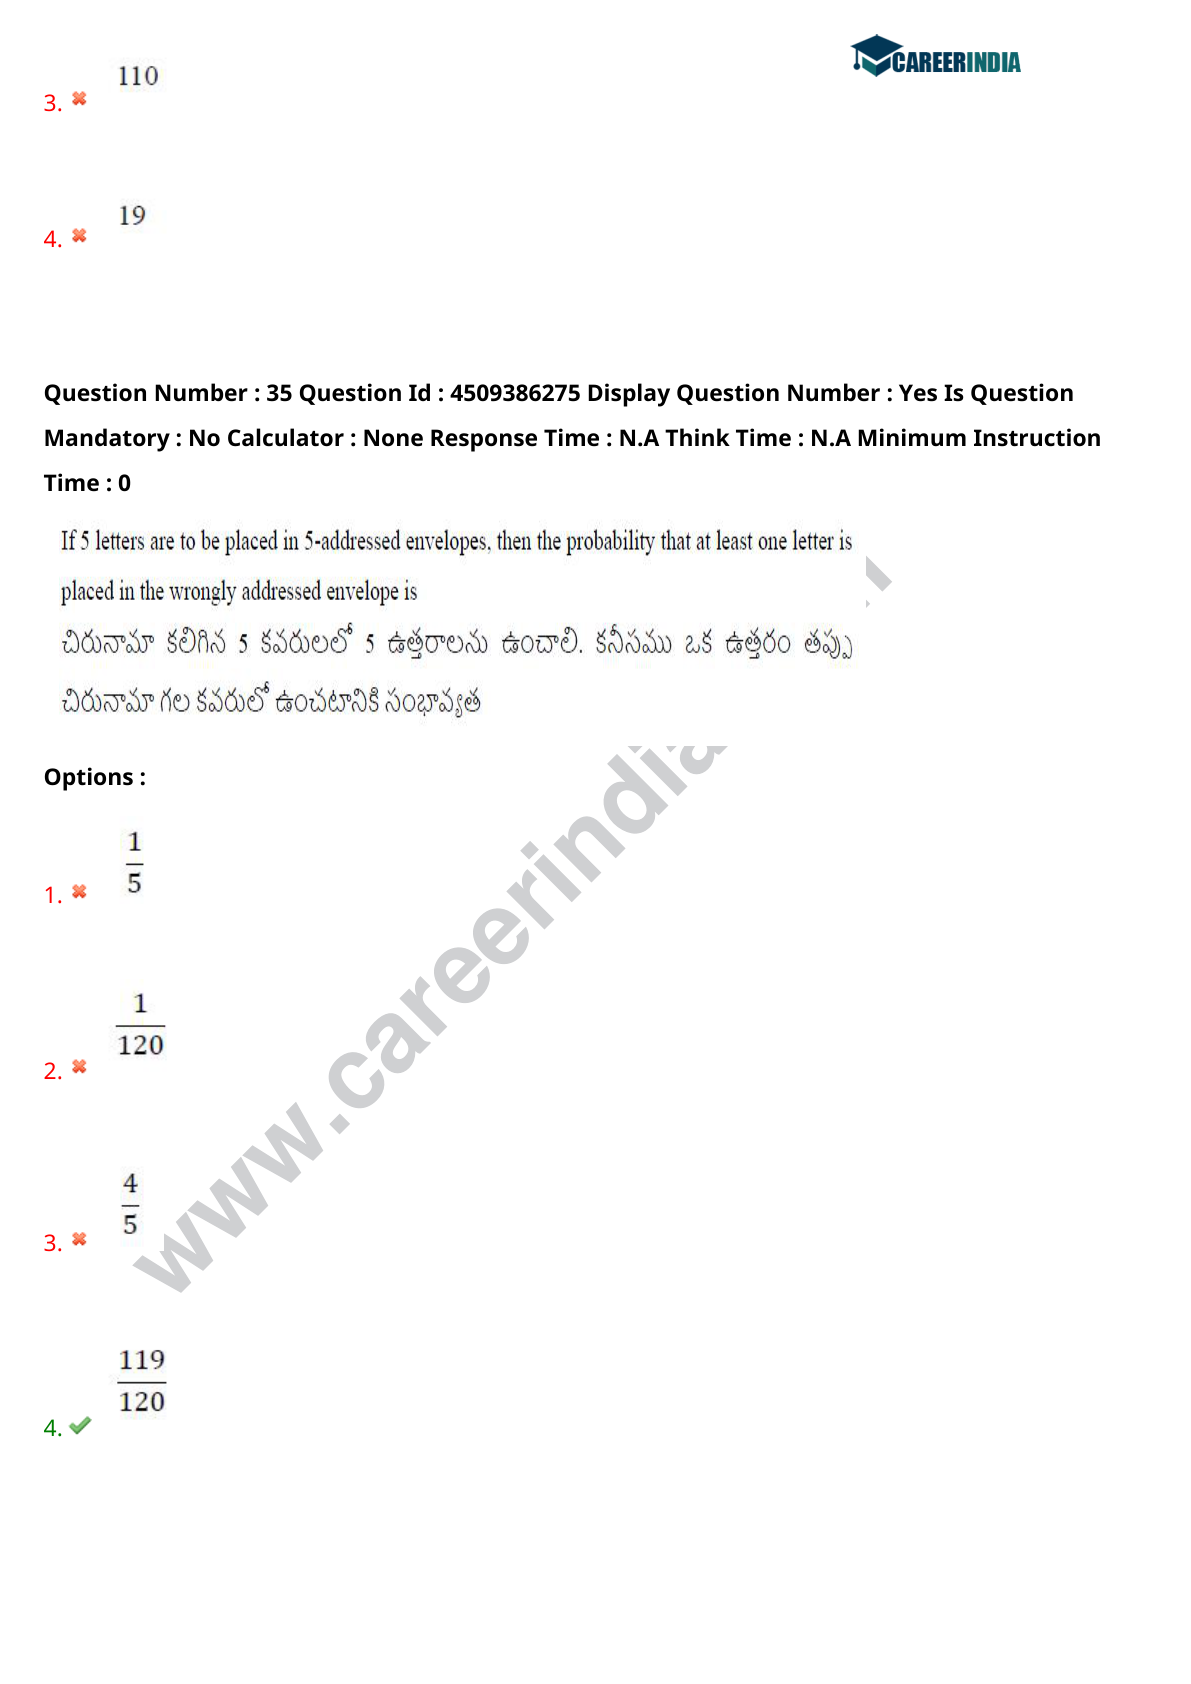 CAREERINDIA
110
3.
19
4.
Question Number : 35 Question Id : 4509386275 Display Question Number : Yes Is Question
Mandatory : No Calculator : None Response Time : N.A Think Time : N.A Minimum Instruction
Time : 0
If 5 letters are to be placed in 5-addressed envelopes, then the probability that at least one letter is
placed in the wrongly addressed envelope is
చిరునామా కలిగిన 5 కవరులలో 5 ఉత్తరాలను ఉంచాలి. కనీసము ఒక ఉత్తరం తప్పు
చిరునామా గల కవరులో ఉంచటానికి సంభావ్యత
Options :
1
5
1.
1
120
2.
4
5
3.
119
120
4.
www.careerindia